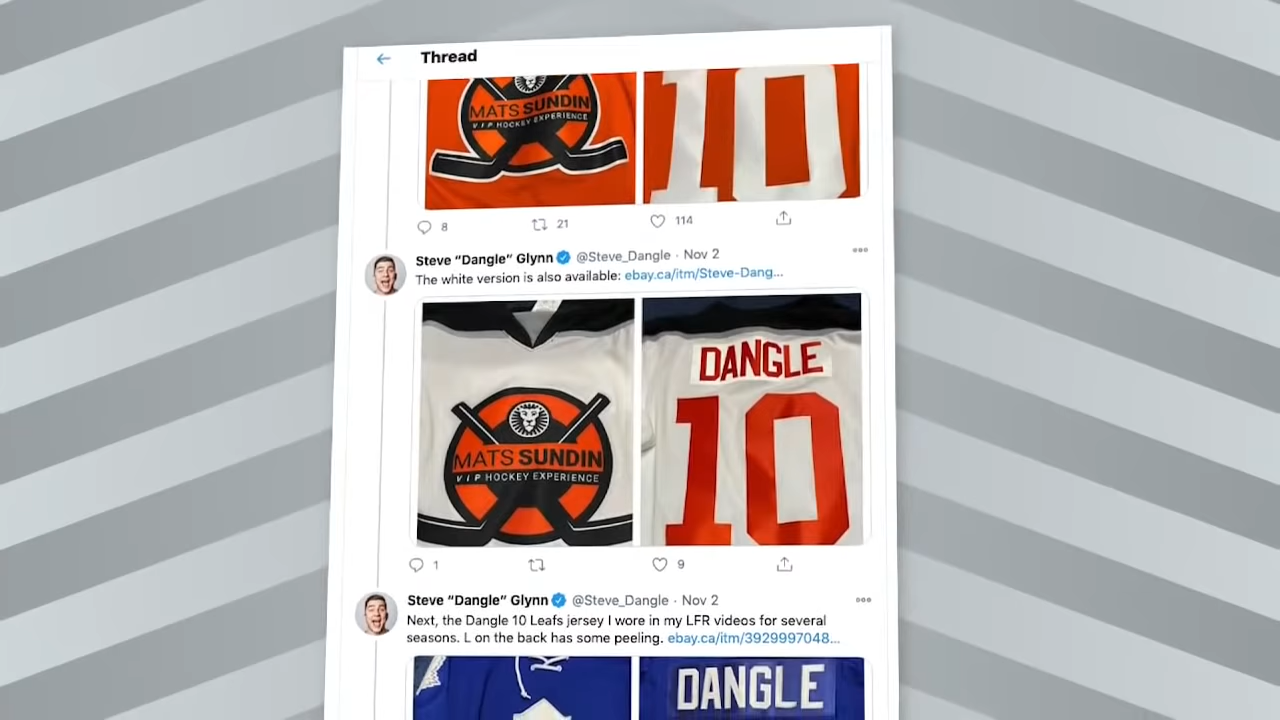 Thread
MATS SUNDIN
VIP HOCKEY EXPERIENCE
10
8
21
114
Steve “Dangle” Glynn @Steve_Dangle · Nov 2
The white version is also available: ebay.ca/itm/Steve-Dang...
MATS SUNDIN
VIP HOCKEY EXPERIENCE
DANGLE
10
1
9
Steve “Dangle” Glynn @Steve_Dangle · Nov 2
Next, the Dangle 10 Leafs jersey I wore in my LFR videos for several
seasons. L on the back has some peeling. ebay.ca/itm/3929997048...
DANGLE